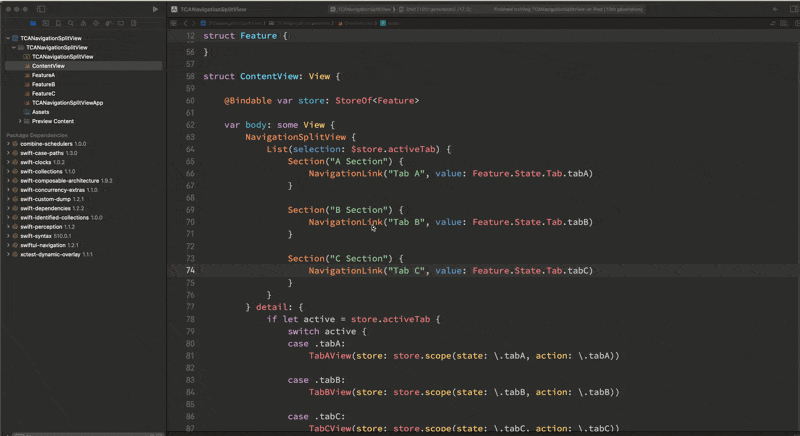 TCANavigationSplitView
TCANavigationSplitView
TCANavigationSplitView
TCANavigationSplitView
ContentView
FeatureA
FeatureB
FeatureC
TCANavigationSplitViewApp
Assets
Preview Content
Package Dependencies
combine-schedulers 1.0.0
swift-case-paths 1.3.0
swift-clocks 1.0.2
swift-collections 1.1.0
swift-composable-architecture 1.9.2
swift-concurrency-extras 1.1.0
swift-custom-dump 1.2.1
swift-dependencies 1.2.2
swift-identified-collections 1.0.0
swift-perception 1.1.2
swift-syntax 510.0.1
swiftui-navigation 1.2.1
xctest-dynamic-overlay 1.1.1
12 struct Feature {
56 }
57
58 struct ContentView: View {
59
60 @Bindable var store: StoreOf<Feature>
61
62 var body: some View {
63 NavigationSplitView {
64 List(selection: $store.activeTab) {
65 Section("A Section") {
66 NavigationLink("Tab A", value: Feature.State.Tab.tabA)
67 }
68
69 Section("B Section") {
70 NavigationLink("Tab B", value: Feature.State.Tab.tabB)
71 }
72
73 Section("C Section") {
74 NavigationLink("Tab C", value: Feature.State.Tab.tabC)
75 }
76 }
77 } detail: {
78 if let active = store.activeTab {
79 switch active {
80 case .tabA:
81 TabAView(store: store.scope(state: \.tabA, action: \.tabA))
82
83 case .tabB:
84 TabBView(store: store.scope(state: \.tabB, action: \.tabB))
85
86 case .tabC:
87 TabCView(store: store.scope(state: \.tabC, action: \.tabC))